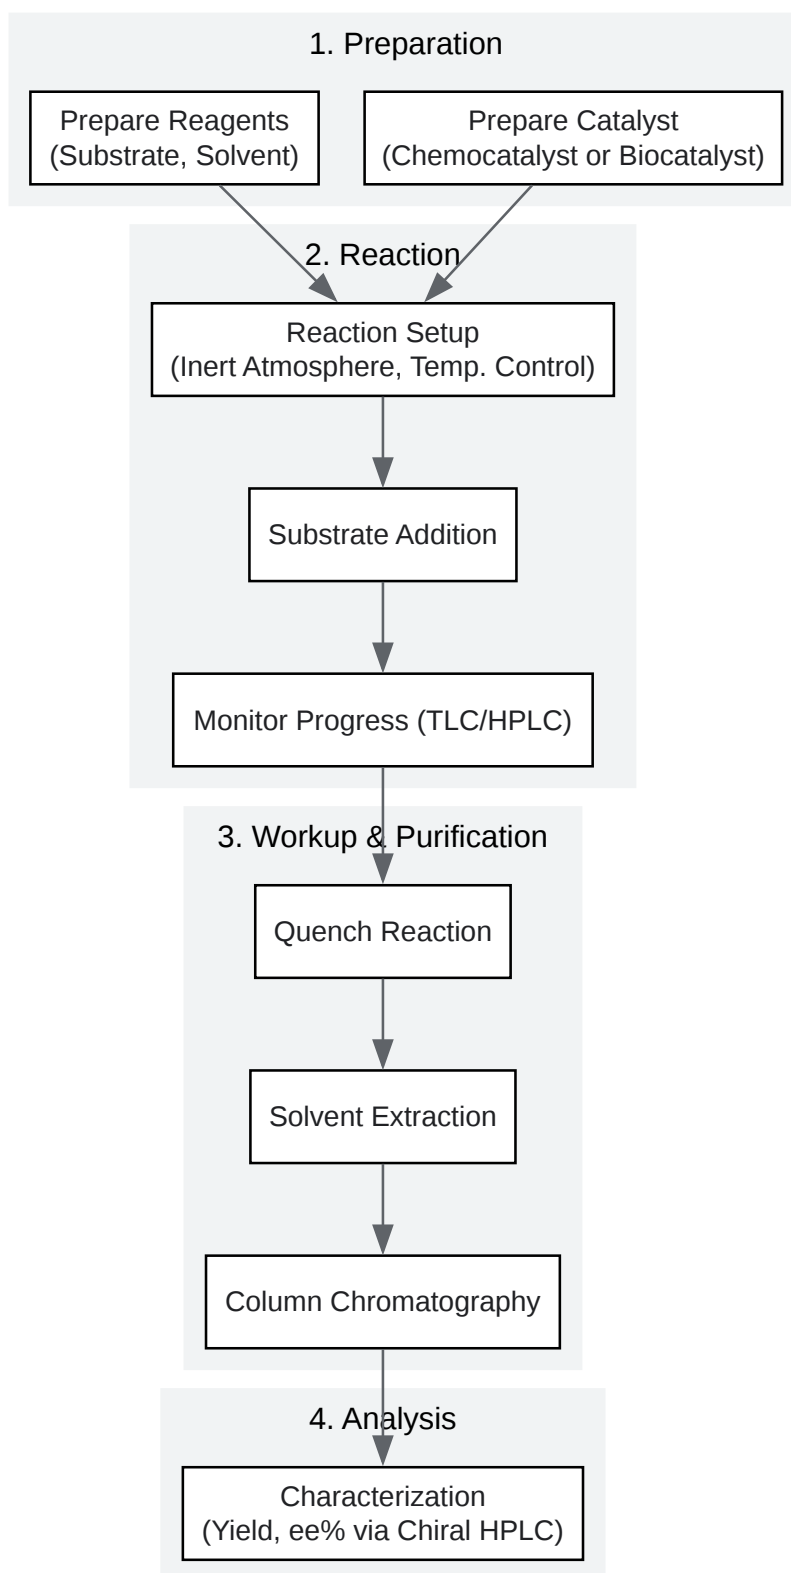 1. Preparation
Prepare Reagents
(Substrate, Solvent)
Prepare Catalyst
(Chemocatalyst or Biocatalyst)
2. Reaction
Reaction Setup
(Inert Atmosphere, Temp. Control)
Substrate Addition
Monitor Progress (TLC/HPLC)
3. Workup & Purification
Quench Reaction
Solvent Extraction
Column Chromatography
4. Analysis
Characterization
(Yield, ee% via Chiral HPLC)